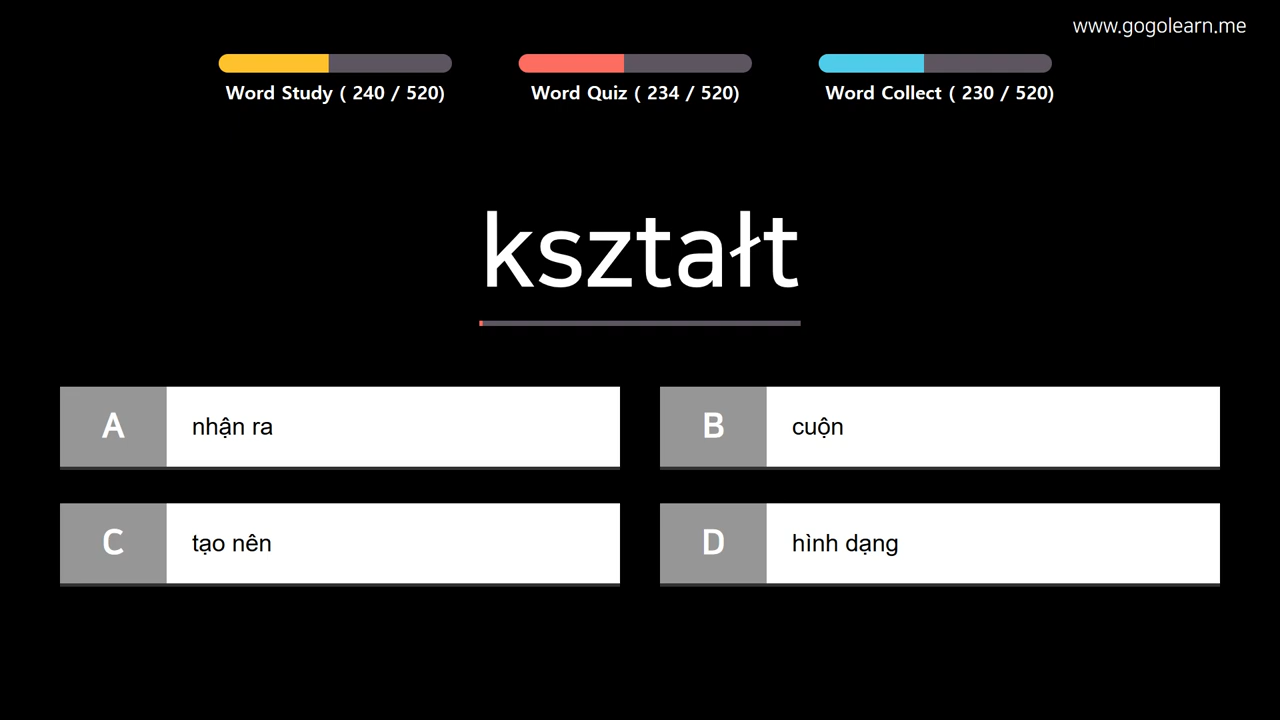 www.gogolearn.me
Word Study ( 240 / 520)
Word Quiz ( 234 / 520)
Word Collect ( 230 / 520)
kształt
A nhận ra
B cuộn
C tạo nên
D hình dạng